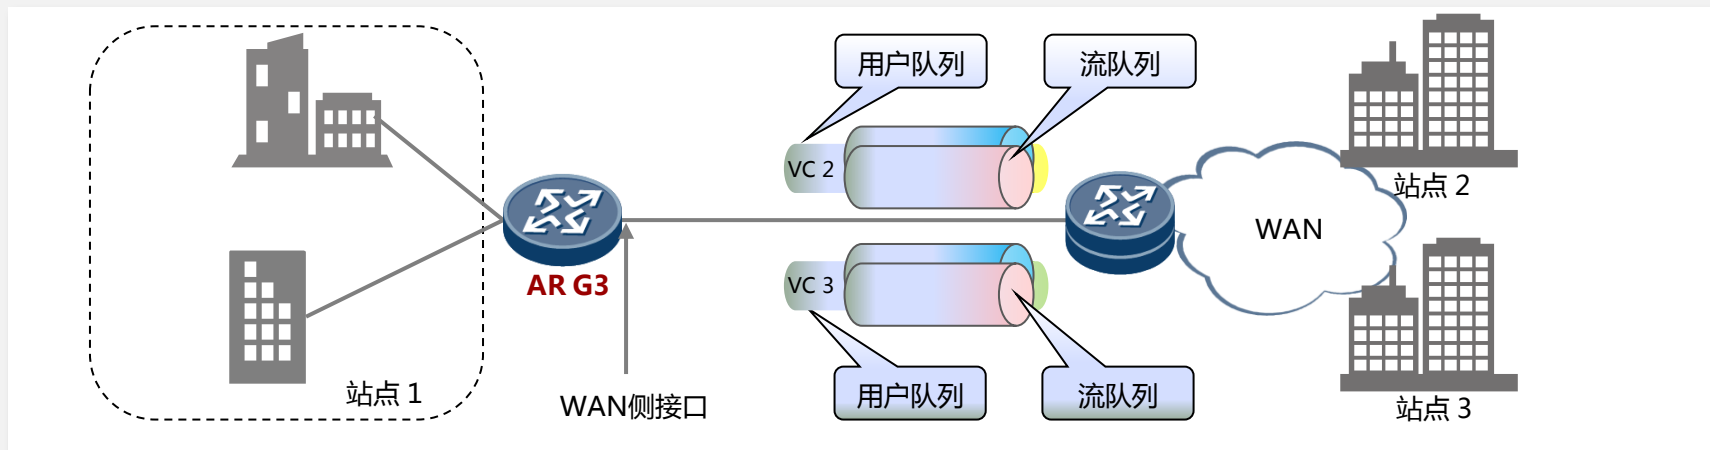 用户队列
流队列
VC 2
站点 2
WAN
AR G3
VC 3
站点 1
WAN侧接口
用户队列
流队列
站点 3